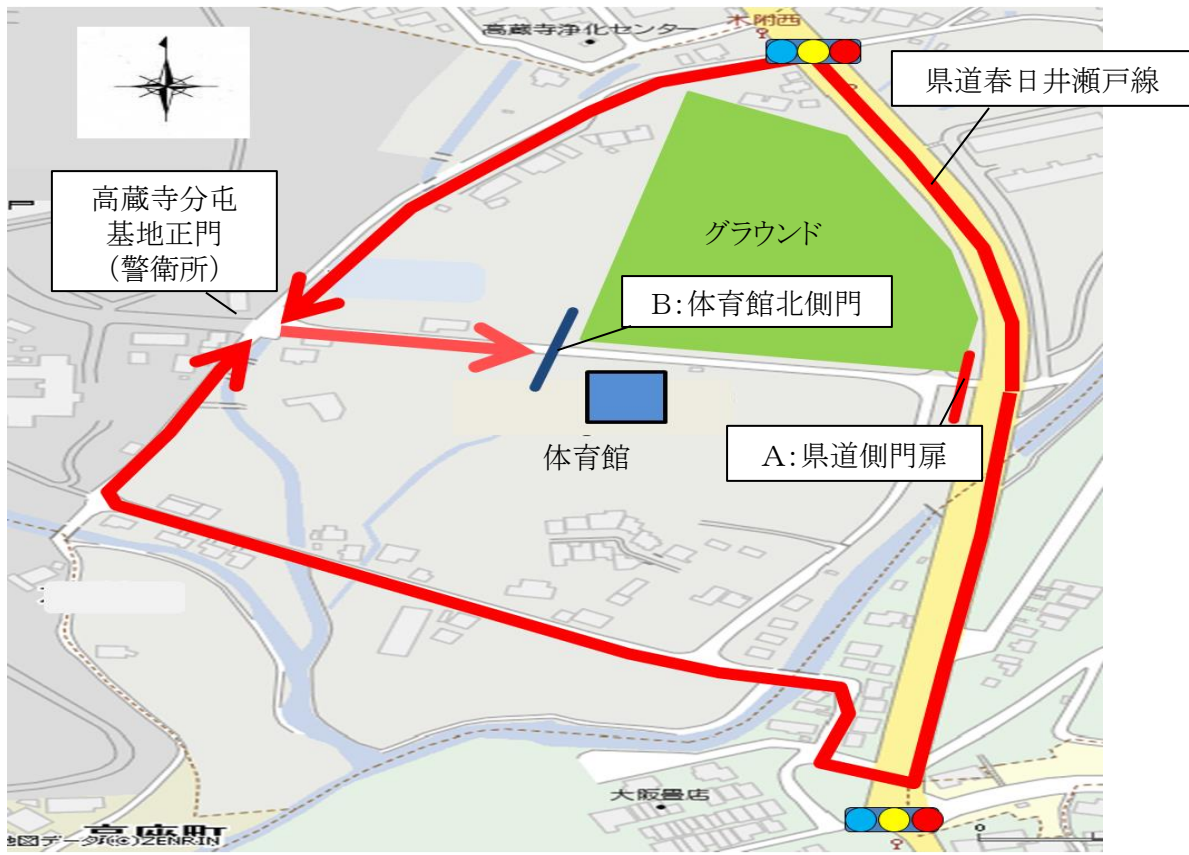 高蔵寺浄化センター
木附西
県道春日井瀬戸線
高蔵寺分屯
基地正門
(警衛所)
グラウンド
B:体育館北側門
体育館
A:県道側門扉
大阪畳店
高座町
地図データ(c)ZENRIN
0